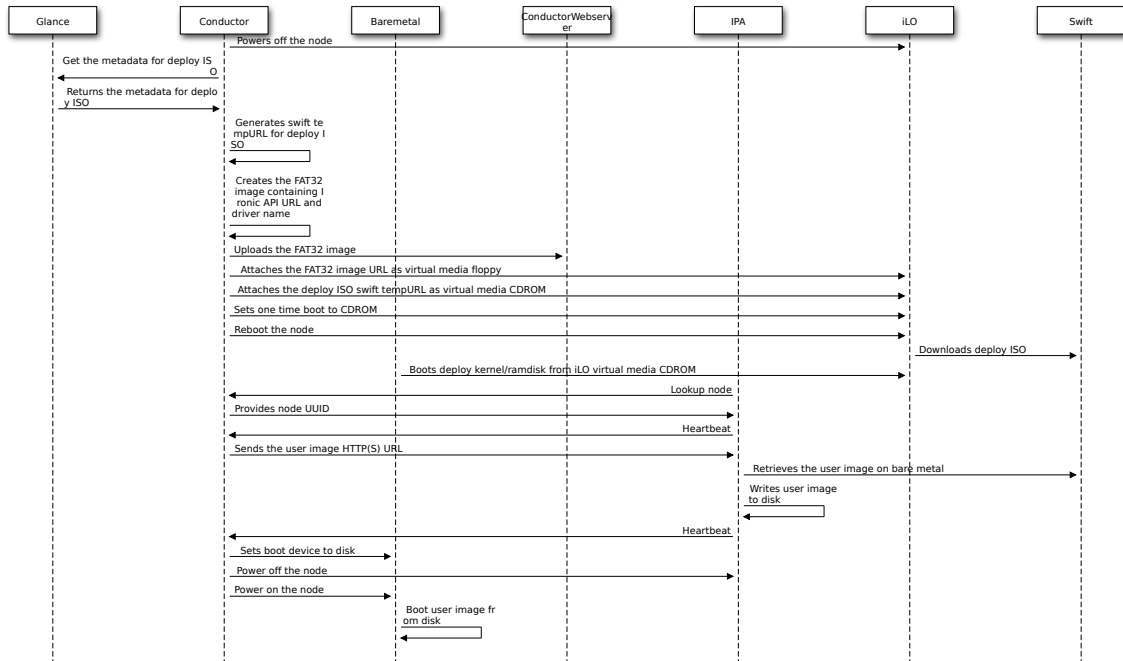 Glance
Conductor
Baremetal
ConductorWebserv
er
IPA
iLO
Swift
Powers off the node
Get the metadata for deploy IS
O
Returns the metadata for deplo
y ISO
Generates swift te
mpURL for deploy I
SO
Creates the FAT32
image containing I
ronic API URL and
driver name
Uploads the FAT32 image
Attaches the FAT32 image URL as virtual media floppy
Attaches the deploy ISO swift tempURL as virtual media CDROM
Sets one time boot to CDROM
Reboot the node
Downloads deploy ISO
Boots deploy kernel/ramdisk from iLO virtual media CDROM
Lookup node
Provides node UUID
Heartbeat
Sends the user image HTTP(S) URL
Retrieves the user image on bare metal
Writes user image
to disk
Heartbeat
Sets boot device to disk
Power off the node
Power on the node
Boot user image fr
om disk